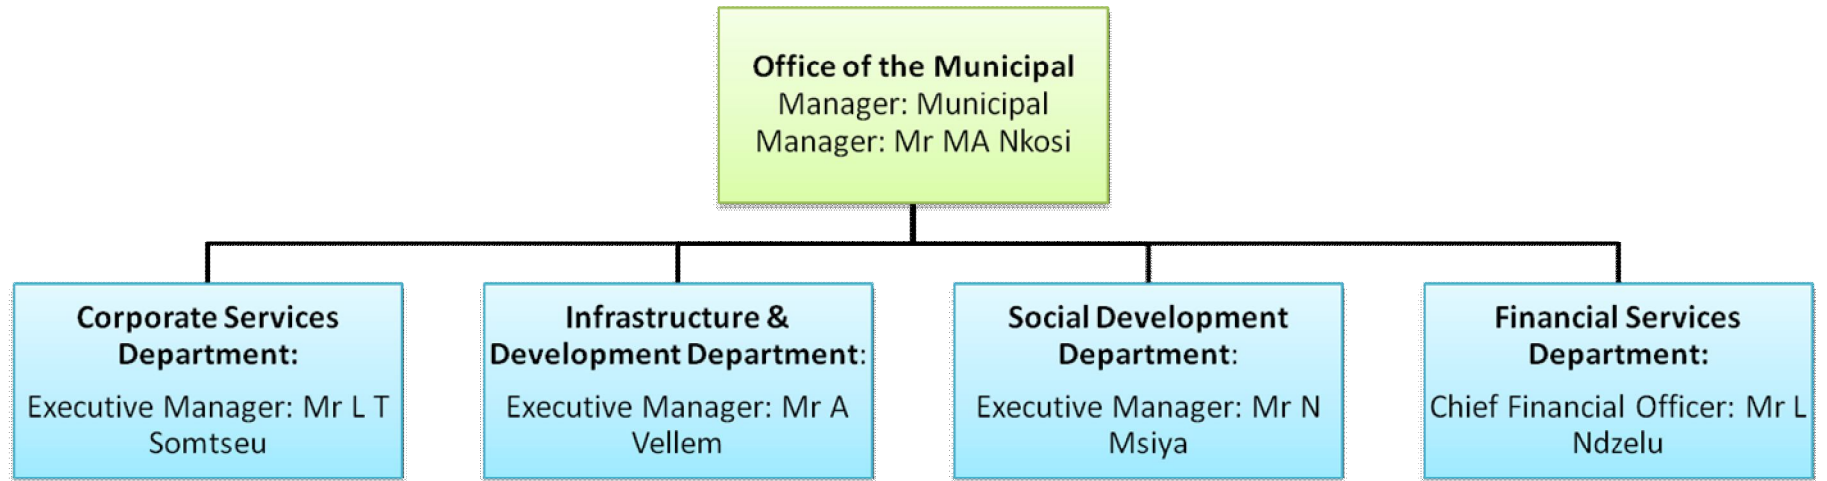 Office of the Municipal
Manager: Municipal
Manager: Mr MA Nkosi
Corporate Services
Department:
Executive Manager: Mr L T
Somtseu
Infrastructure &
Development Department:
Executive Manager: Mr A
Vellem
Social Development
Department:
Executive Manager: Mr N
Msiya
Financial Services
Department:
Chief Financial Officer: Mr L
Ndzelu